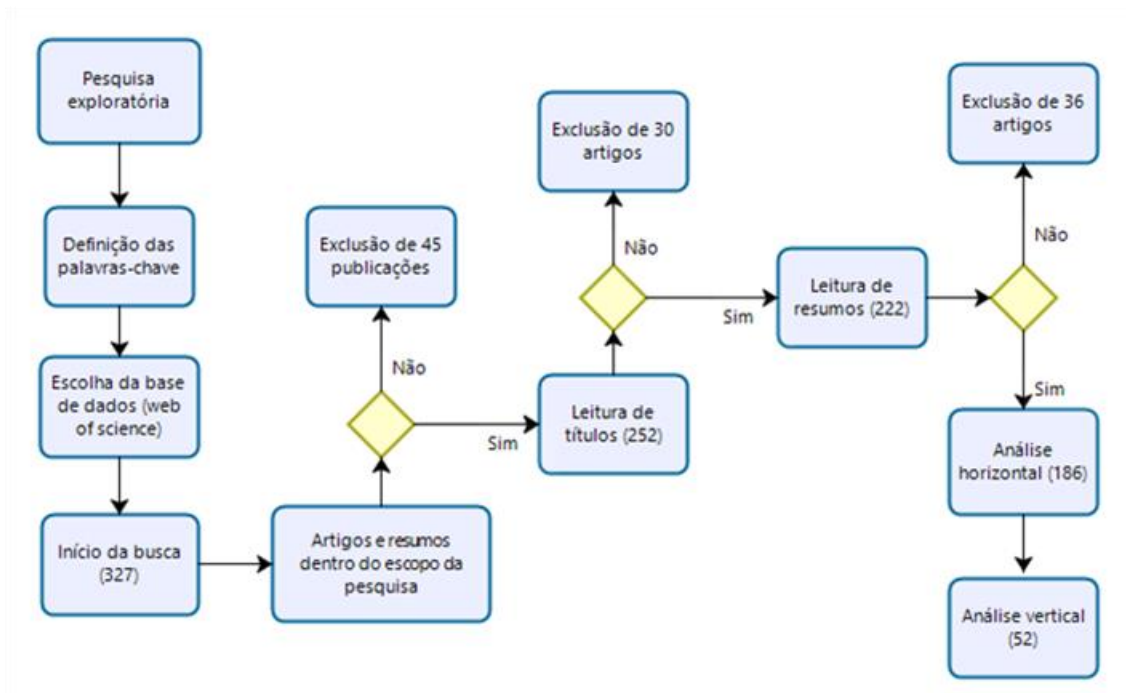 Pesquisa
exploratória
Definição das
palavras-chave
Escolha da base
de dados (web
of science)
Início da busca
(327)
Artigos e resumos
dentro do escopo da
pesquisa
Exclusão de 45
publicações
Não
Sim
Leitura de
títulos (252)
Exclusão de 30
artigos
Não
Sim
Leitura de
resumos (222)
Exclusão de 36
artigos
Não
Sim
Análise
horizontal (186)
Análise vertical
(52)